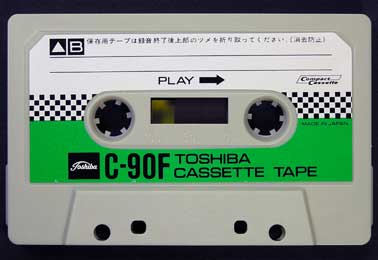 ▲B 保存用テープは録音終了後上部のツメを折り取ってください.(消去防止)
PLAY ➡
Compact Cassette
MADE IN JAPAN
Toshiba C-90F TOSHIBA
CASSETTE TAPE